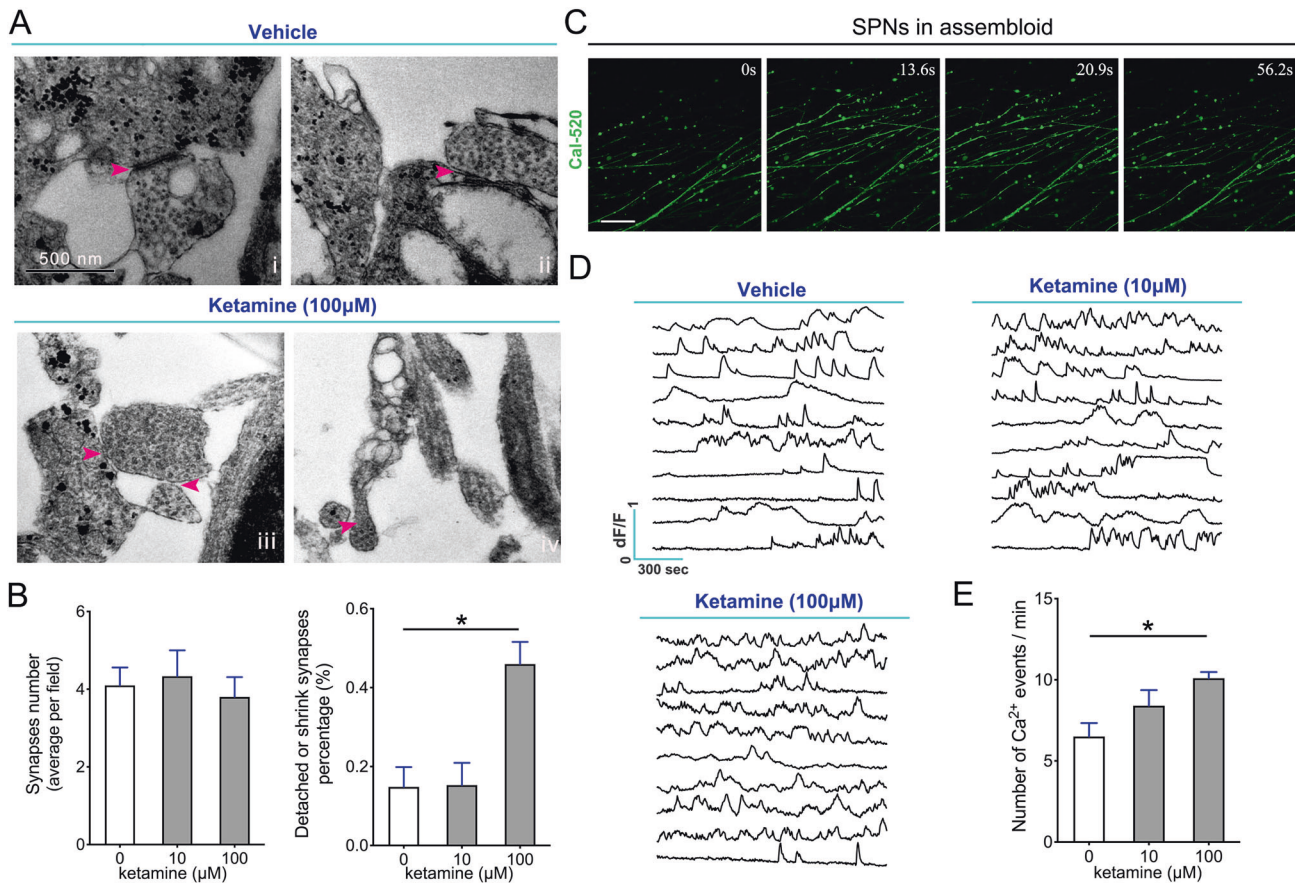 A
Vehicle
i
ii
500 nm
Ketamine (100µM)
iii
iv
B
Synapses number
(average per field)
6
4
2
0
0
10
100
ketamine (µM)
Detached or shrink synapses
percentage (%)
0.6
0.4
0.2
0.0
*
0
10
100
ketamine (µM)
C
SPNs in assembloid
Cal-520
0s
13.6s
20.9s
56.2s
D
Vehicle
Ketamine (10µM)
dF/F
1
0
300 sec
Ketamine (100µM)
E
Number of Ca²⁺ events / min
15
10
5
0
*
0
10
100
ketamine (µM)